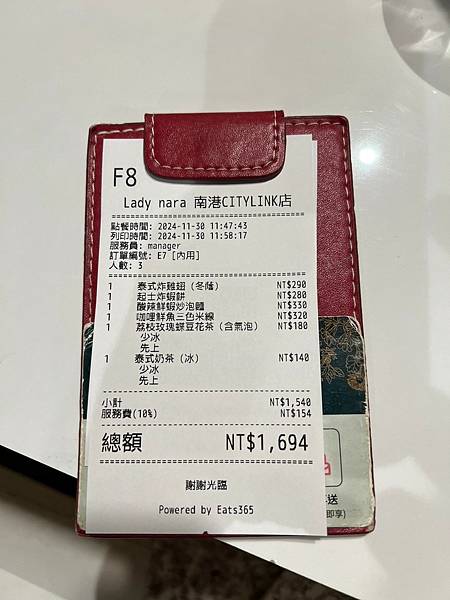 F8
Lady nara 南港CITYLINK店
點餐時間: 2024-11-30 11:47:43
列印時間: 2024-11-30 11:58:17
服務員: manager
訂單編號: E7 [內用]
人數: 3
1 泰式炸雞翅 (冬蔭) NT$290
1 起士炸蝦餅 NT$280
1 酸辣鮮蝦炒泡麵 NT$330
1 咖哩鮮魚三色米線 NT$320
1 荔枝玫瑰蝶豆花茶 (含氣泡) NT$180
少冰
先上
1 泰式奶茶 (冰) NT$140
少冰
先上
小計 NT$1,540
服務費(10%) NT$154
總額 NT$1,694
謝謝光臨
Powered by Eats365
送
即享)